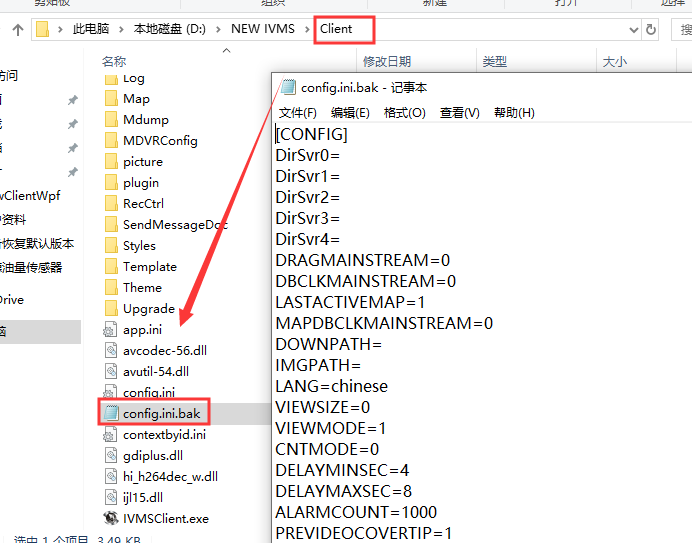 组织
新建
打开
选择
此电脑 > 本地磁盘 (D:) > NEW IVMS > Client
搜
名称
修改日期
类型
大小
Log
Map
Mdump
MDVRConfig
picture
plugin
RecCtrl
SendMessageDoc
Styles
Template
Theme
Upgrade
app.ini
avcodec-56.dll
avutil-54.dll
config.ini
config.ini.bak
contextbyid.ini
gdiplus.dll
hi_h264dec_w.dll
ijl15.dll
IVMSClient.exe
访问
vClientWpf
资料
恢复默认版本
油量传感器
Drive
脑
选中 1 个项目 3.49 KB
config.ini.bak - 记事本
文件(F) 编辑(E) 格式(O) 查看(V) 帮助(H)
[CONFIG]
DirSvr0=
DirSvr1=
DirSvr2=
DirSvr3=
DirSvr4=
DRAGMAINSTREAM=0
DBCLKMAINSTREAM=0
LASTACTIVEMAP=1
MAPDBCLKMAINSTREAM=0
DOWNPATH=
IMGPATH=
LANG=chinese
VIEWSIZE=0
VIEWMODE=1
CNTMODE=0
DELAYMINSEC=4
DELAYMAXSEC=8
ALARMCOUNT=1000
PREVIDEOCOVERTIP=1